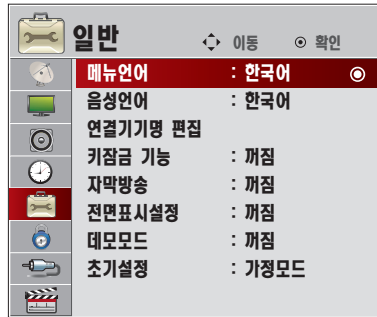 일반 이동 확인
메뉴언어 : 한국어
음성언어 : 한국어
연결기기명 편집
키잠금 기능 : 꺼짐
자막방송 : 꺼짐
전면표시설정 : 꺼짐
데모모드 : 꺼짐
초기설정 : 가정모드